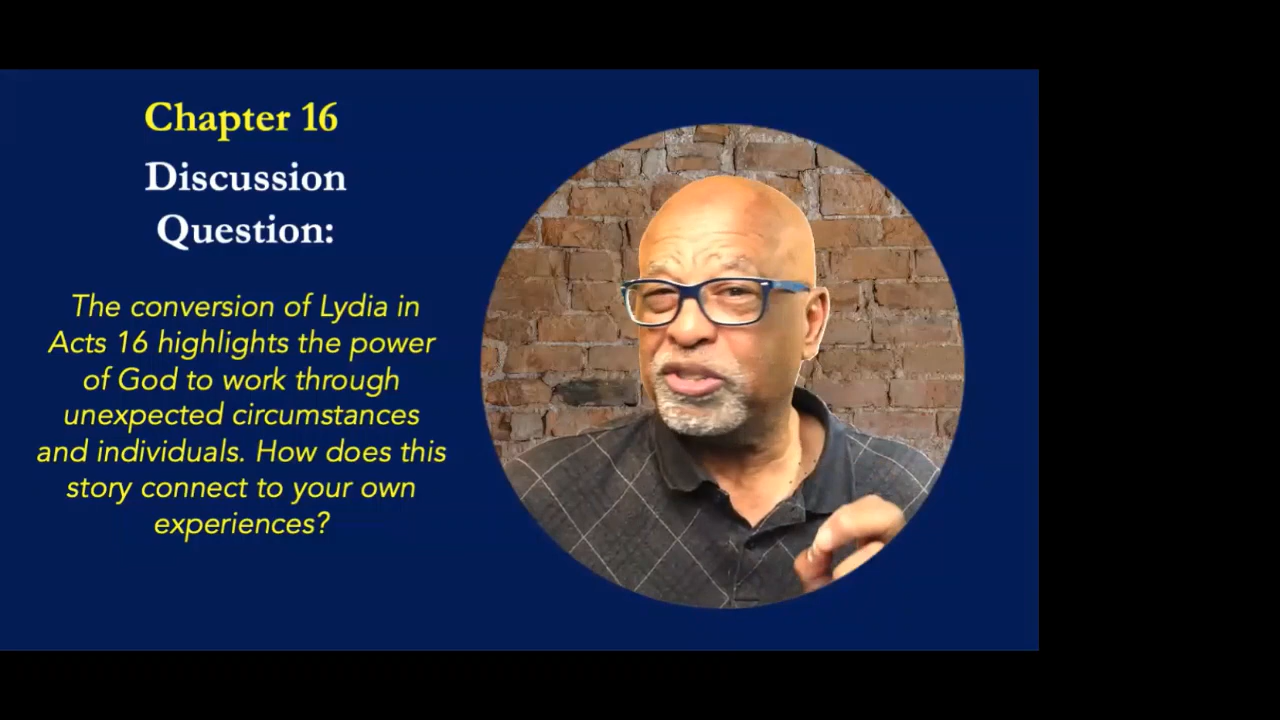 Chapter 16
Discussion
Question:
The conversion of Lydia in
Acts 16 highlights the power
of God to work through
unexpected circumstances
and individuals. How does this
story connect to your own
experiences?